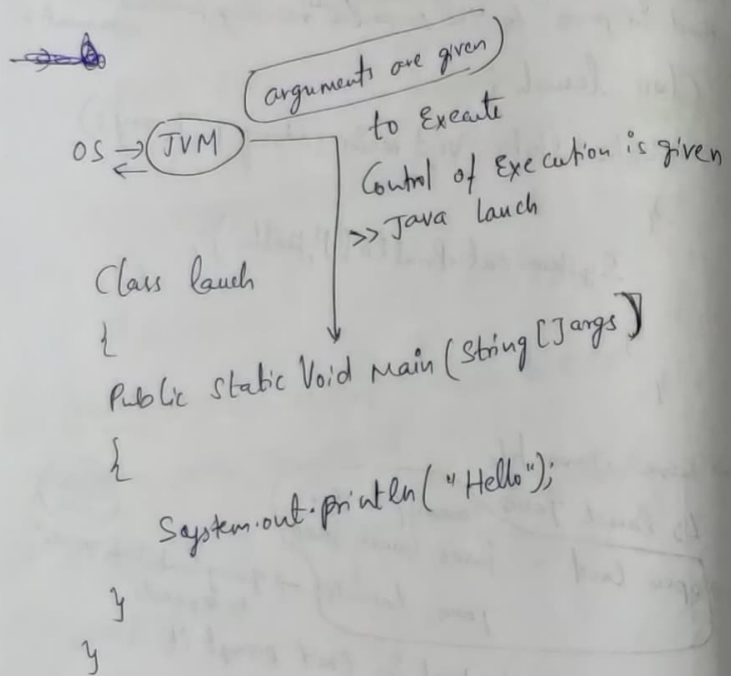 arguments are given
to Execute
OS → JVM
←
Control of Execution is given
>> Java lauch
Class lauch
{
Public Static Void Main (String []args)
{
System.out.println("Hello");
}
}